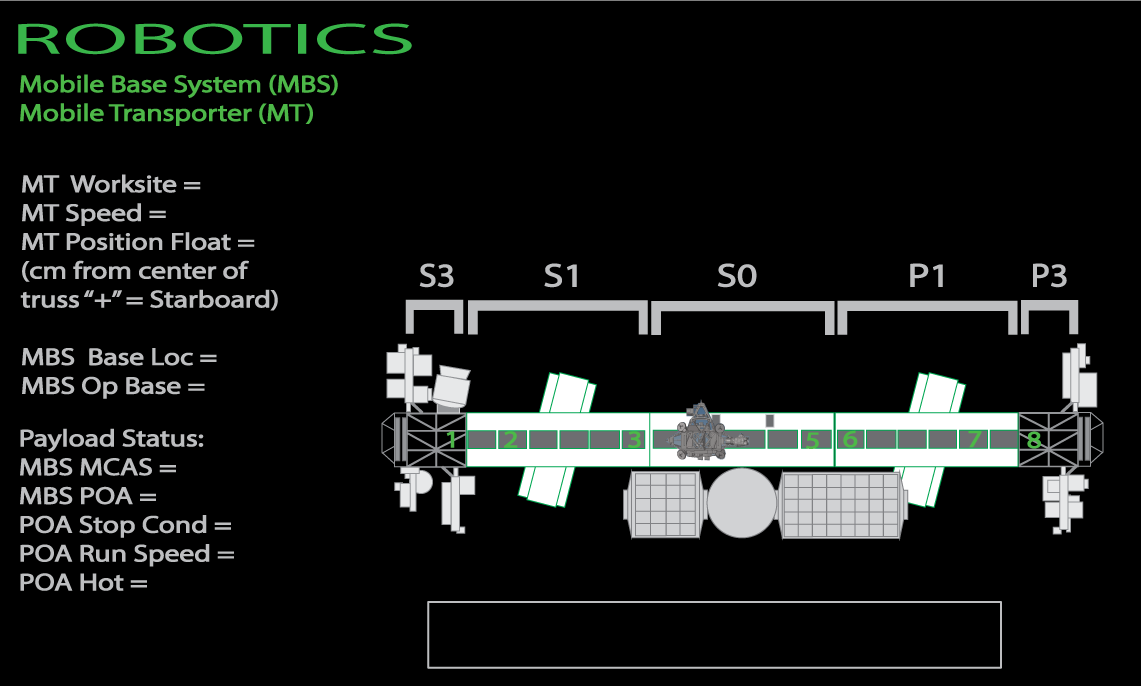 ROBOTICS
Mobile Base System (MBS)
Mobile Transporter (MT)
MT Worksite =
MT Speed =
MT Position Float =
(cm from center of
truss “+” = Starboard)
MBS Base Loc =
MBS Op Base =
Payload Status:
MBS MCAS =
MBS POA =
POA Stop Cond =
POA Run Speed =
POA Hot =
S3 S1 S0 P1 P3
1 2 3 5 6 7 8